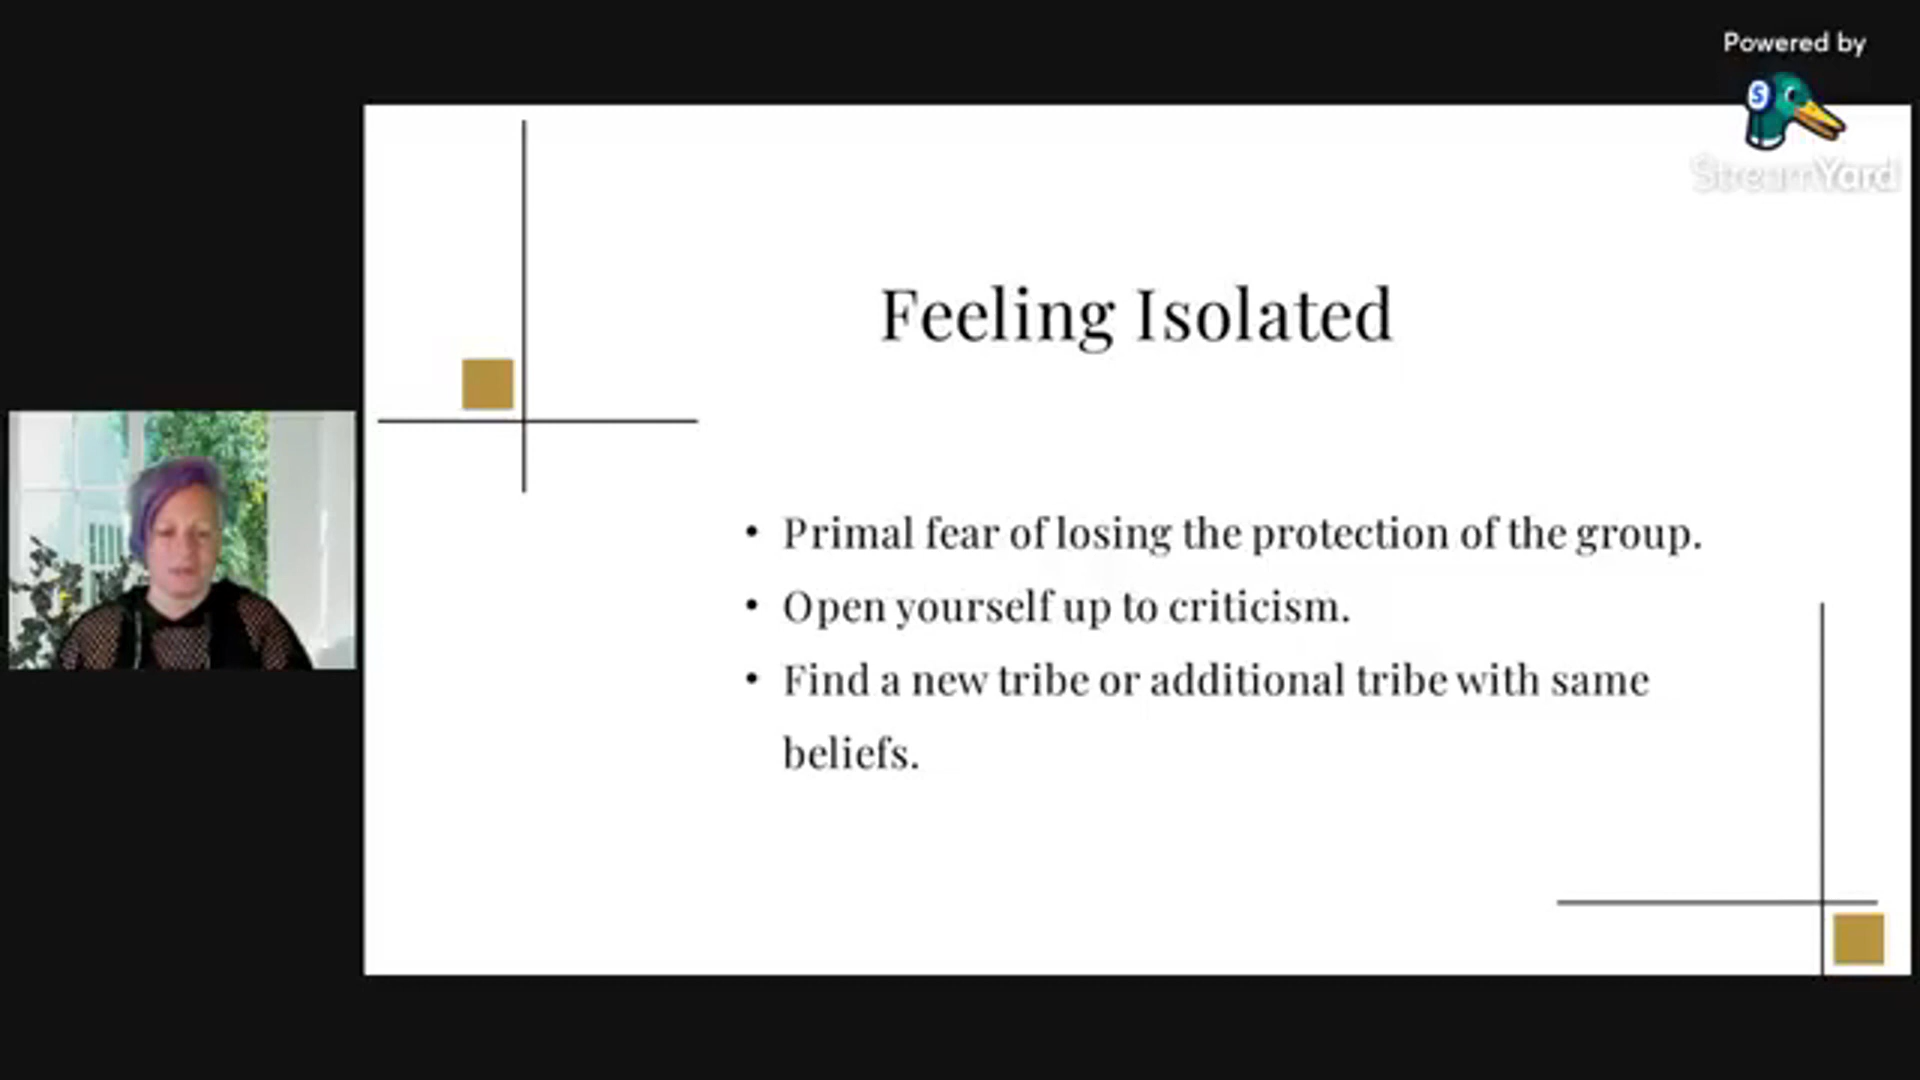 Powered by
S
StreamYard
Feeling Isolated
• Primal fear of losing the protection of the group.
• Open yourself up to criticism.
• Find a new tribe or additional tribe with same
beliefs.